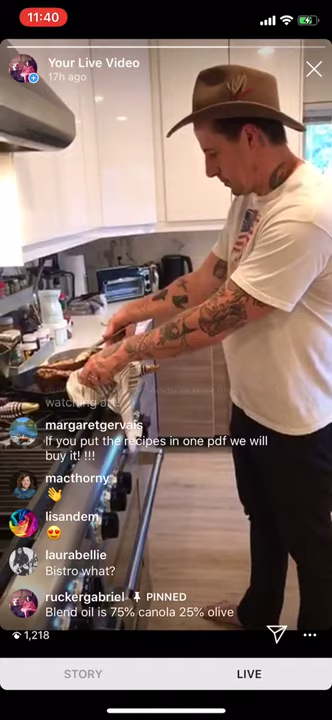 11:40
Your Live Video
17h ago
watching
margaretgervais
If you put the recipes in one pdf we will
buy it! !!!
macthorny
👋
lisandem
😍
laurabellie
Bistro what?
ruckergabriel PINNED
Blend oil is 75% canola 25% olive
1,218
STORY
LIVE